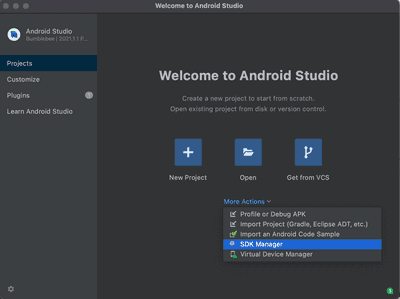 Welcome to Android Studio
Android Studio
Bumblebee | 2021.1.1 P...
Projects
Customize
Plugins
1
Learn Android Studio
Welcome to Android Studio
Create a new project to start from scratch.
Open existing project from disk or version control.
New Project
Open
Get from VCS
More Actions
Profile or Debug APK
Import Project (Gradle, Eclipse ADT, etc.)
Import an Android Code Sample
SDK Manager
Virtual Device Manager